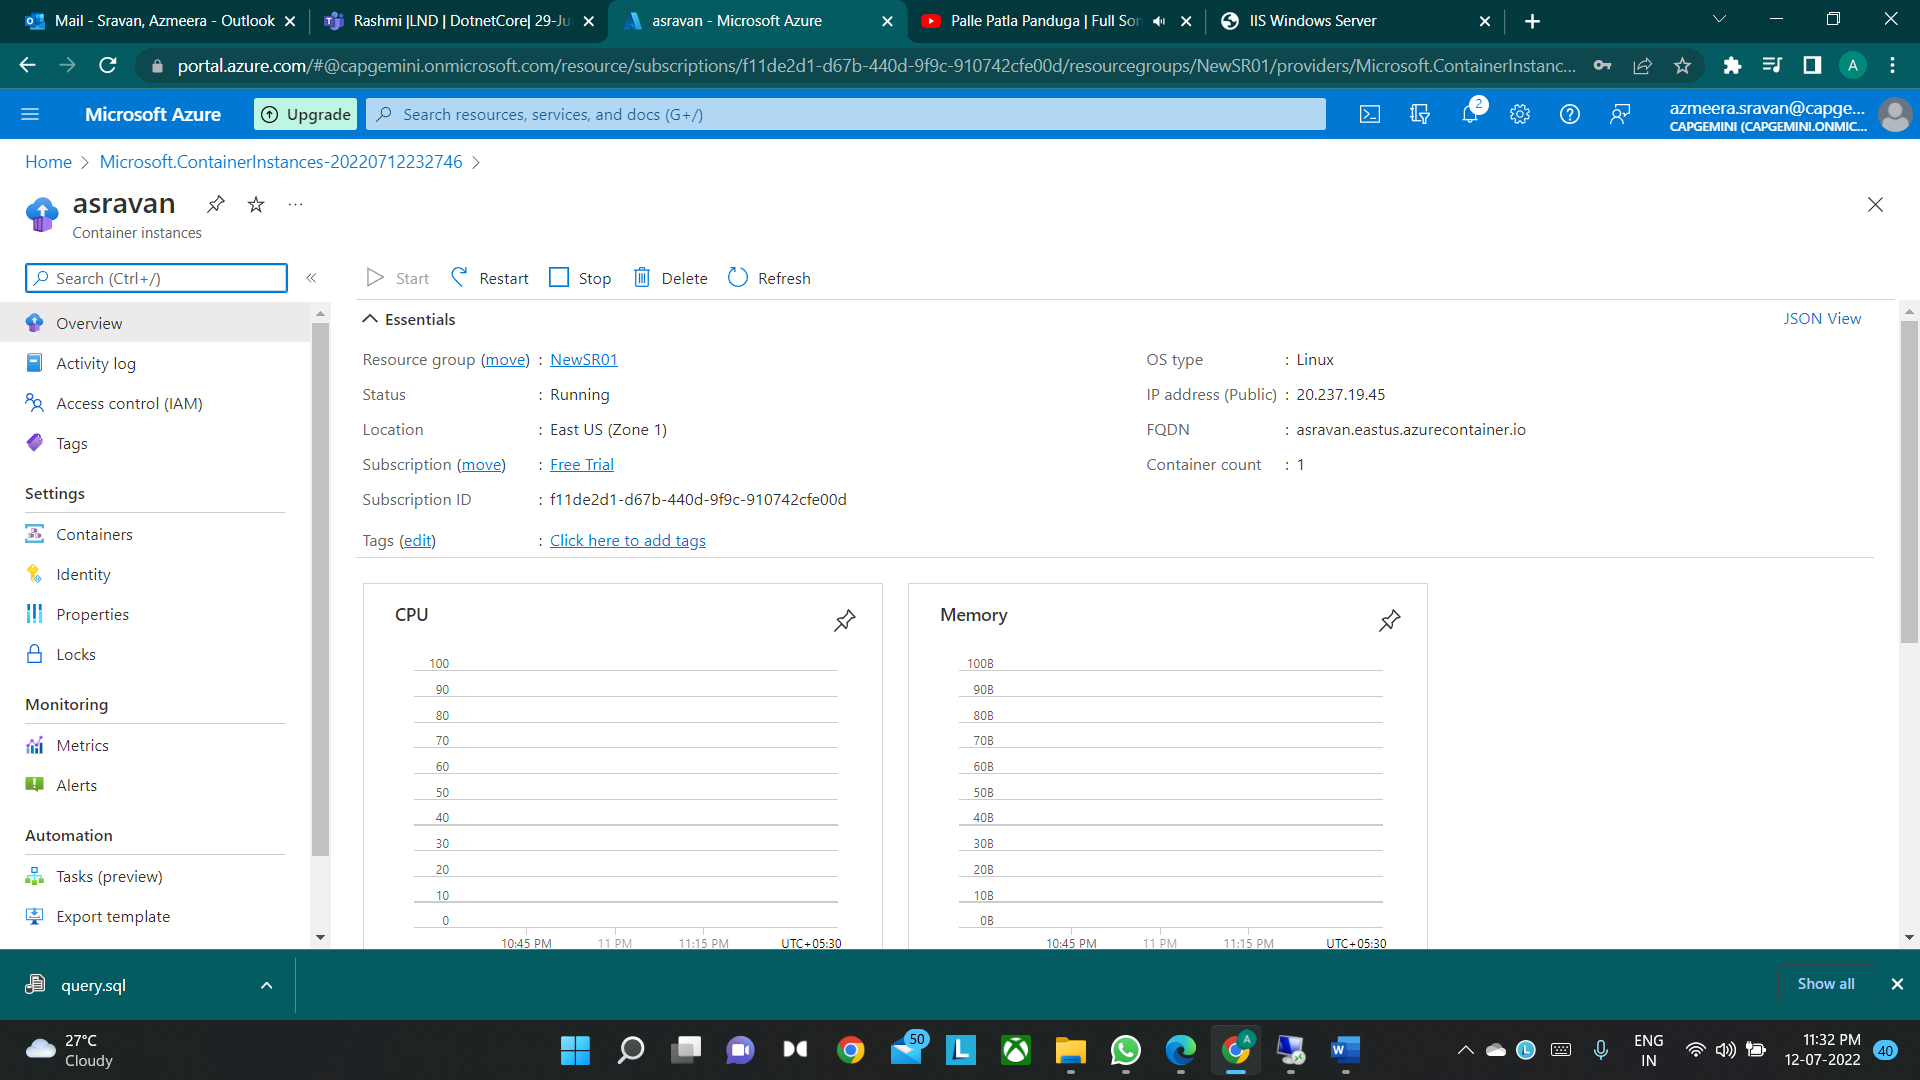 Mail - Sravan, Azmeera - Outlook
Rashmi |LND | DotnetCore| 29-Ju
asravan - Microsoft Azure
Palle Patla Panduga | Full Son
IIS Windows Server
portal.azure.com/#@capgemini.onmicrosoft.com/resource/subscriptions/f11de2d1-d67b-440d-9f9c-910742cfe00d/resourcegroups/NewSR01/providers/Microsoft.ContainerInstanc...
A
Microsoft Azure
Upgrade
Search resources, services, and docs (G+/)
2
azmeera.sravan@capge...
CAPGEMINI (CAPGEMINI.ONMIC...
Home > Microsoft.ContainerInstances-20220712232746 >
asravan
Container instances
Search (Ctrl+/)
Overview
Activity log
Access control (IAM)
Tags
Settings
Containers
Identity
Properties
Locks
Monitoring
Metrics
Alerts
Automation
Tasks (preview)
Export template
Start
Restart
Stop
Delete
Refresh
Essentials
JSON View
Resource group (move) : NewSR01
Status : Running
Location : East US (Zone 1)
Subscription (move) : Free Trial
Subscription ID : f11de2d1-d67b-440d-9f9c-910742cfe00d
Tags (edit) : Click here to add tags
OS type : Linux
IP address (Public) : 20.237.19.45
FQDN : asravan.eastus.azurecontainer.io
Container count : 1
CPU
100
90
80
70
60
50
40
30
20
10
0
10:45 PM 11 PM 11:15 PM UTC+05:30
Memory
100B
90B
80B
70B
60B
50B
40B
30B
20B
10B
0B
10:45 PM 11 PM 11:15 PM UTC+05:30
query.sql
Show all
27°C
Cloudy
50
L
A
W
L
ENG
IN
11:32 PM
12-07-2022
40